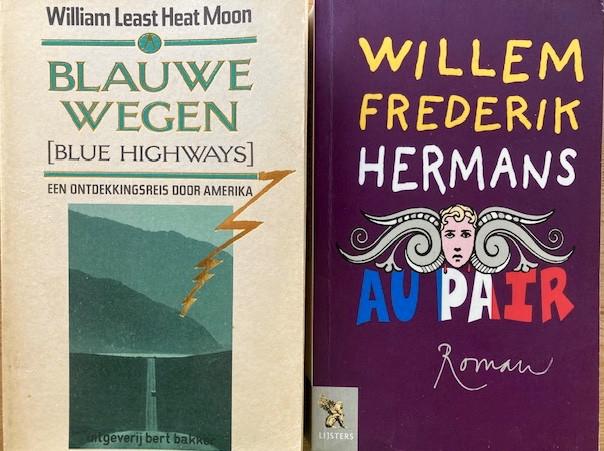 William Least Heat Moon
BLAUWE
WEGEN
[BLUE HIGHWAYS]
EEN ONTDEKKINGSREIS DOOR AMERIKA
uitgeverij bert bakker
WILLEM
FREDERIK
HERMANS
AU PAIR
Roman
LIJSTERS